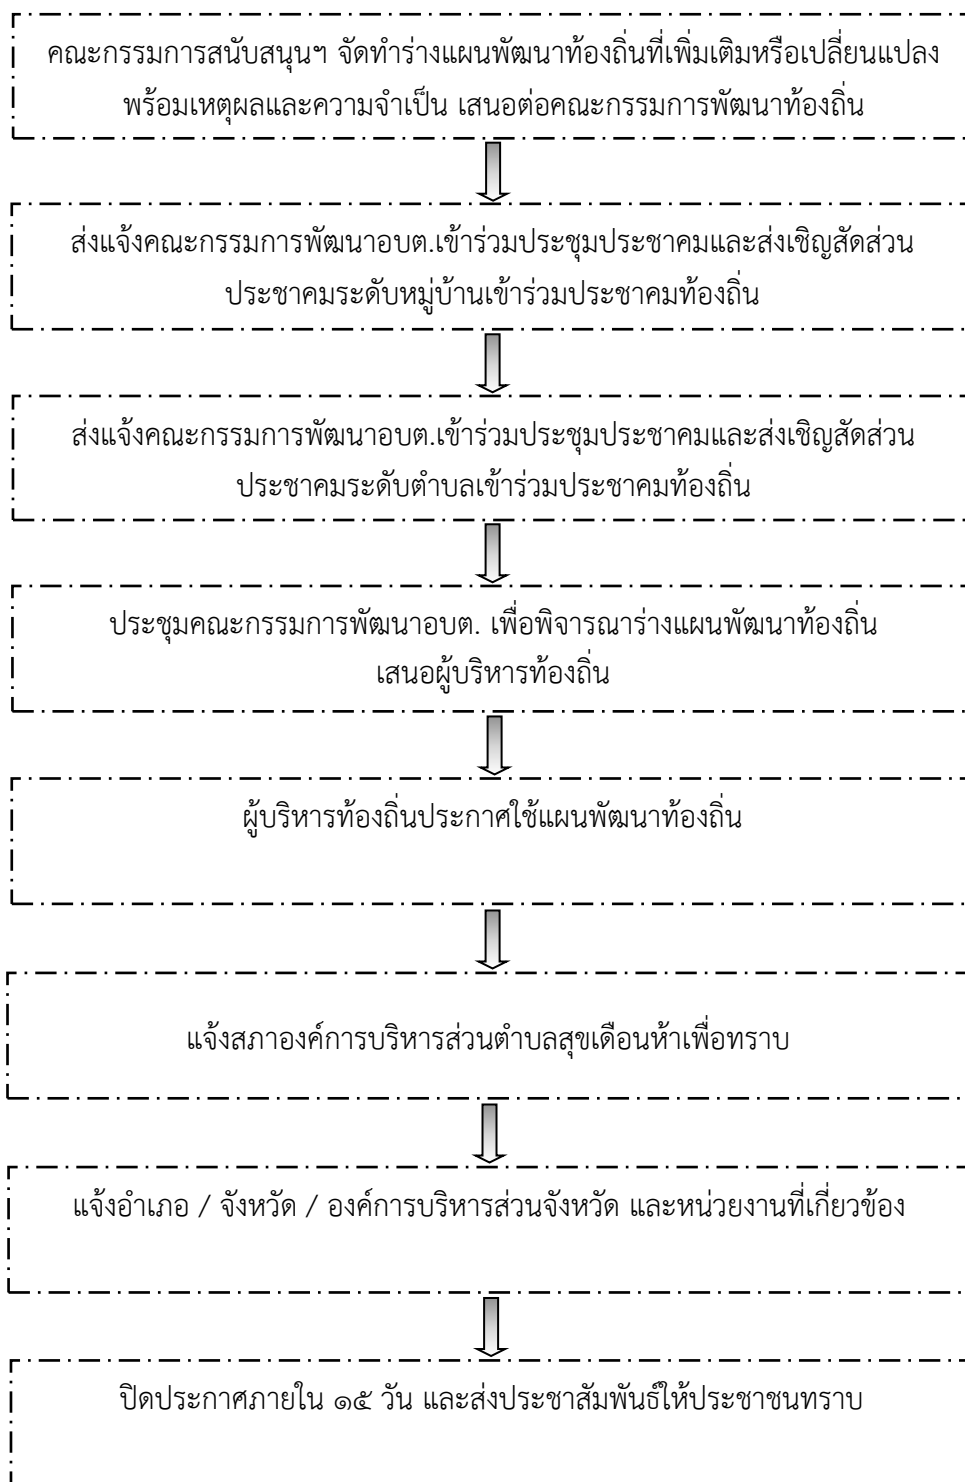 คณะกรรมการสนับสนุนฯ จัดทำร่างแผนพัฒนาท้องถิ่นที่เพิ่มเติมหรือเปลี่ยนแปลง
พร้อมเหตุผลและความจำเป็น เสนอต่อคณะกรรมการพัฒนาท้องถิ่น
ส่งแจ้งคณะกรรมการพัฒนาอบต.เข้าร่วมประชุมประชาคมและส่งเชิญสัดส่วน
ประชาคมระดับหมู่บ้านเข้าร่วมประชาคมท้องถิ่น
ส่งแจ้งคณะกรรมการพัฒนาอบต.เข้าร่วมประชุมประชาคมและส่งเชิญสัดส่วน
ประชาคมระดับตำบลเข้าร่วมประชาคมท้องถิ่น
ประชุมคณะกรรมการพัฒนาอบต. เพื่อพิจารณาร่างแผนพัฒนาท้องถิ่น
เสนอผู้บริหารท้องถิ่น
ผู้บริหารท้องถิ่นประกาศใช้แผนพัฒนาท้องถิ่น
แจ้งสภาองค์การบริหารส่วนตำบลสุขเดือนห้าเพื่อทราบ
แจ้งอำเภอ / จังหวัด / องค์การบริหารส่วนจังหวัด และหน่วยงานที่เกี่ยวข้อง
ปิดประกาศภายใน ๑๕ วัน และส่งประชาสัมพันธ์ให้ประชาชนทราบ